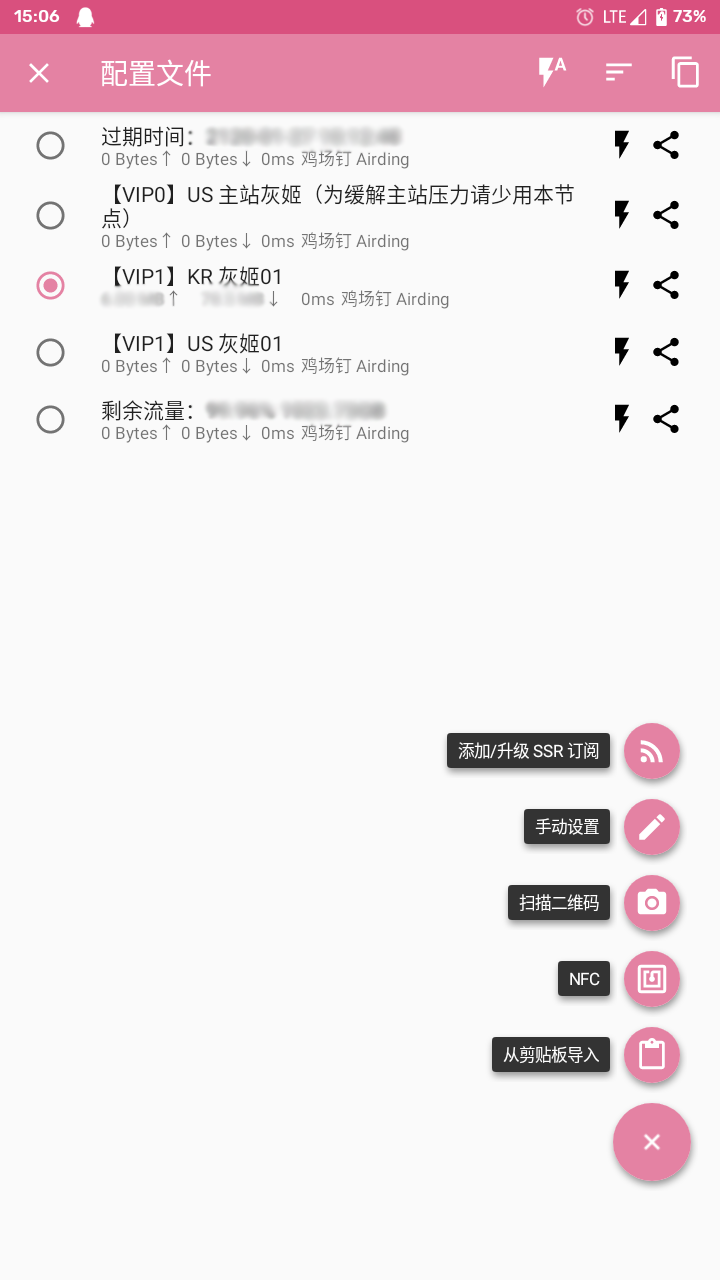 15:06
LTE
73%
配置文件
A
过期时间：
0 Bytes↑ 0 Bytes↓ 0ms 鸡场钉 Airding
【VIP0】US 主站灰姬（为缓解主站压力请少用本节
点）
0 Bytes↑ 0 Bytes↓ 0ms 鸡场钉 Airding
【VIP1】KR 灰姬01
↑ ↓ 0ms 鸡场钉 Airding
【VIP1】US 灰姬01
0 Bytes↑ 0 Bytes↓ 0ms 鸡场钉 Airding
剩余流量：
0 Bytes↑ 0 Bytes↓ 0ms 鸡场钉 Airding
添加/升级 SSR 订阅
手动设置
扫描二维码
NFC
从剪贴板导入